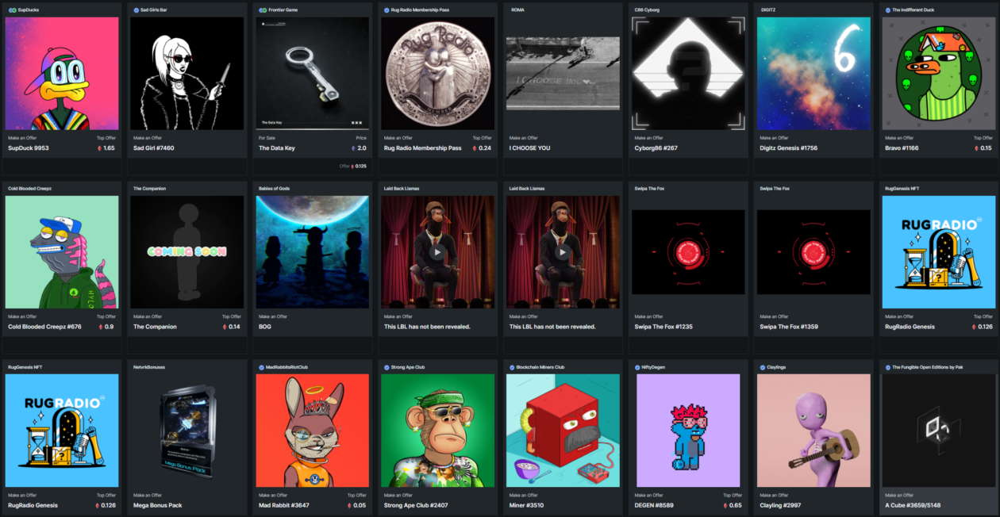 SupDucks
Sad Girls Bar
Frontier Game
Rug Radio Membership Pass
ROMA
C86 Cyborg
DIGITZ
The Indifferent Duck
The Data Key
XXX
Rug Radio
I CHOOSE YOU
6
Make an Offer
Make an Offer
For Sale
Make an Offer
Make an Offer
Make an Offer
Make an Offer
Make an Offer
Top Offer
Price
Top Offer
Top Offer
SupDuck 9953
1.65
Sad Girl #7460
The Data Key
2.0
Rug Radio Membership Pass
0.24
I CHOOSE YOU
Cyborg86 #267
Digitz Genesis #1756
Bravo #1166
0.15
Offer 0.125
Cold Blooded Creepz
The Companion
Babies of Gods
Laid Back Llamas
Laid Back Llamas
Swipa The Fox
Swipa The Fox
RugGenesis NFT
HYLO
COMING SOON
RUGRADIO
?
Make an Offer
Top Offer
Make an Offer
Top Offer
Make an Offer
Make an Offer
Make an Offer
Make an Offer
Make an Offer
Make an Offer
Top Offer
Cold Blooded Creepz #676
0.9
The Companion
0.14
BOG
This LBL has not been revealed.
This LBL has not been revealed.
Swipa The Fox #1235
Swipa The Fox #1359
RugRadio Genesis
0.126
RugGenesis NFT
NetvrkBonuses
MadRabbitsRiotClub
Strong Ape Club
Blockchain Miners Club
NiftyDegen
Claylings
The Fungible Open Editions by Pak
RUGRADIO
?
Mega Bonus Pack
Make an Offer
Top Offer
Make an Offer
Make an Offer
Top Offer
Make an Offer
Make an Offer
Make an Offer
Top Offer
Make an Offer
Make an Offer
RugRadio Genesis
0.126
Mega Bonus Pack
Mad Rabbit #3647
0.05
Strong Ape Club #2407
Miner #3510
DEGEN #8589
0.65
Clayling #2997
A Cube #3659/5148